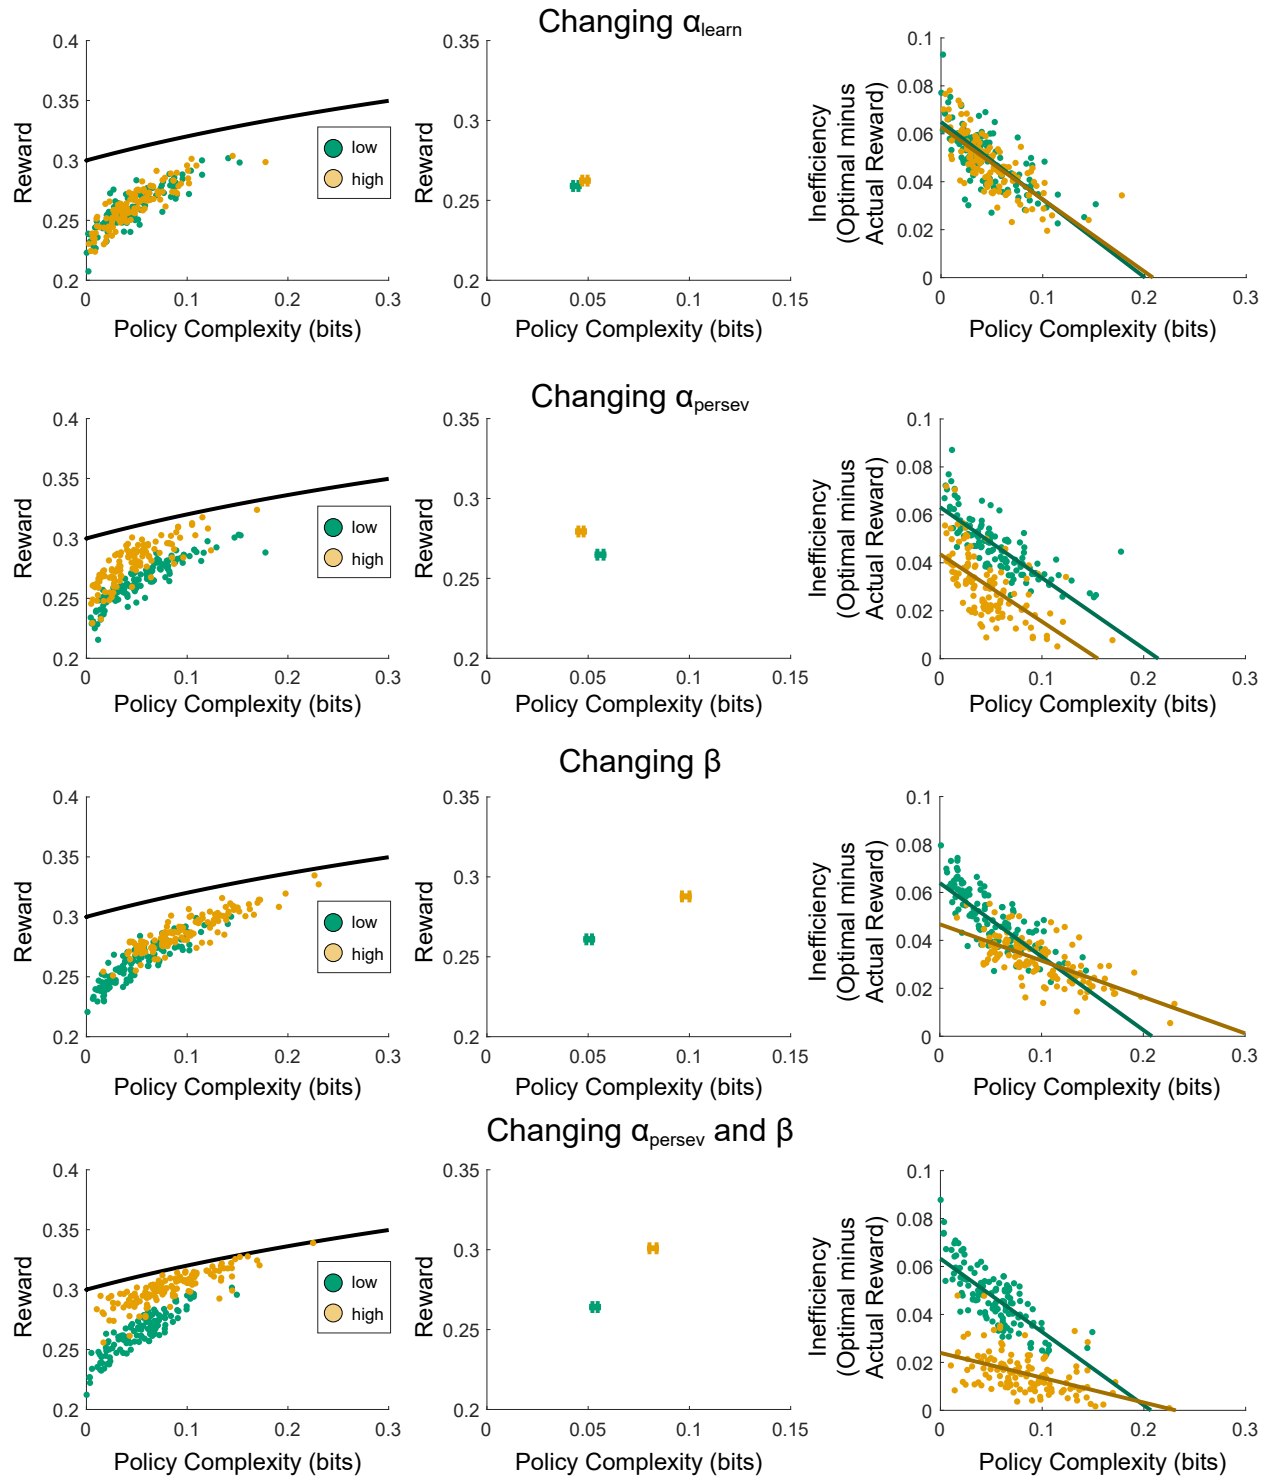 Changing αlearn
0.4
0.35
0.3
0.25
0.2
0
0.1
0.2
0.3
Reward
Policy Complexity (bits)
low
high
0.35
0.3
0.25
0.2
0
0.05
0.1
0.15
Reward
Policy Complexity (bits)
0.1
0.08
0.06
0.04
0.02
0
0
0.1
0.2
0.3
Inefficiency
(Optimal minus
Actual Reward)
Policy Complexity (bits)
Changing αpersev
0.4
0.35
0.3
0.25
0.2
0
0.1
0.2
0.3
Reward
Policy Complexity (bits)
low
high
0.35
0.3
0.25
0.2
0
0.05
0.1
0.15
Reward
Policy Complexity (bits)
0.1
0.08
0.06
0.04
0.02
0
0
0.1
0.2
0.3
Inefficiency
(Optimal minus
Actual Reward)
Policy Complexity (bits)
Changing β
0.4
0.35
0.3
0.25
0.2
0
0.1
0.2
0.3
Reward
Policy Complexity (bits)
low
high
0.35
0.3
0.25
0.2
0
0.05
0.1
0.15
Reward
Policy Complexity (bits)
0.1
0.08
0.06
0.04
0.02
0
0
0.1
0.2
0.3
Inefficiency
(Optimal minus
Actual Reward)
Policy Complexity (bits)
Changing αpersev and β
0.4
0.35
0.3
0.25
0.2
0
0.1
0.2
0.3
Reward
Policy Complexity (bits)
low
high
0.35
0.3
0.25
0.2
0
0.05
0.1
0.15
Reward
Policy Complexity (bits)
0.1
0.08
0.06
0.04
0.02
0
0
0.1
0.2
0.3
Inefficiency
(Optimal minus
Actual Reward)
Policy Complexity (bits)